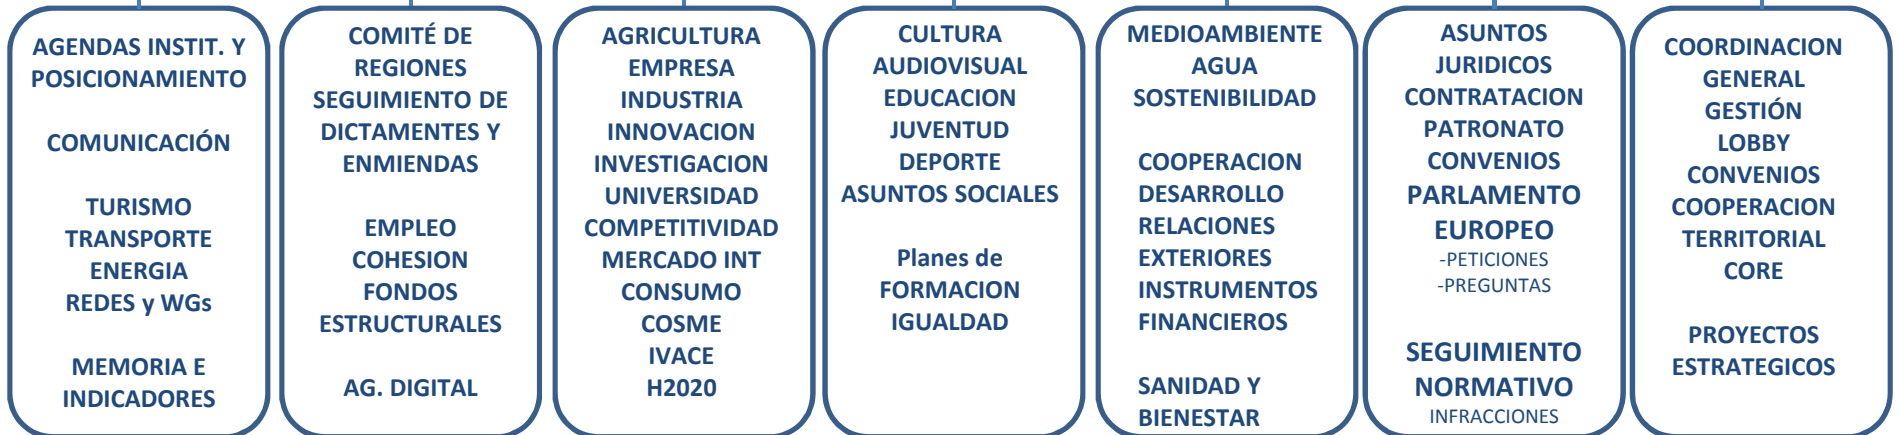 AGENDAS INSTIT. Y
POSICIONAMIENTO
COMUNICACIÓN
TURISMO
TRANSPORTE
ENERGIA
REDES y WGs
MEMORIA E
INDICADORES
COMITÉ DE
REGIONES
SEGUIMIENTO DE
DICTAMENTES Y
ENMIENDAS
EMPLEO
COHESION
FONDOS
ESTRUCTURALES
AG. DIGITAL
AGRICULTURA
EMPRESA
INDUSTRIA
INNOVACION
INVESTIGACION
UNIVERSIDAD
COMPETITIVIDAD
MERCADO INT
CONSUMO
COSME
IVACE
H2020
CULTURA
AUDIOVISUAL
EDUCACION
JUVENTUD
DEPORTE
ASUNTOS SOCIALES
Planes de
FORMACION
IGUALDAD
MEDIOAMBIENTE
AGUA
SOSTENIBILIDAD
COOPERACION
DESARROLLO
RELACIONES
EXTERIORES
INSTRUMENTOS
FINANCIEROS
SANIDAD Y
BIENESTAR
ASUNTOS
JURIDICOS
CONTRATACION
PATRONATO
CONVENIOS
PARLAMENTO
EUROPEO
-PETICIONES
-PREGUNTAS
SEGUIMIENTO
NORMATIVO
INFRACCIONES
COORDINACION
GENERAL
GESTIÓN
LOBBY
CONVENIOS
COOPERACION
TERRITORIAL
CORE
PROYECTOS
ESTRATEGICOS